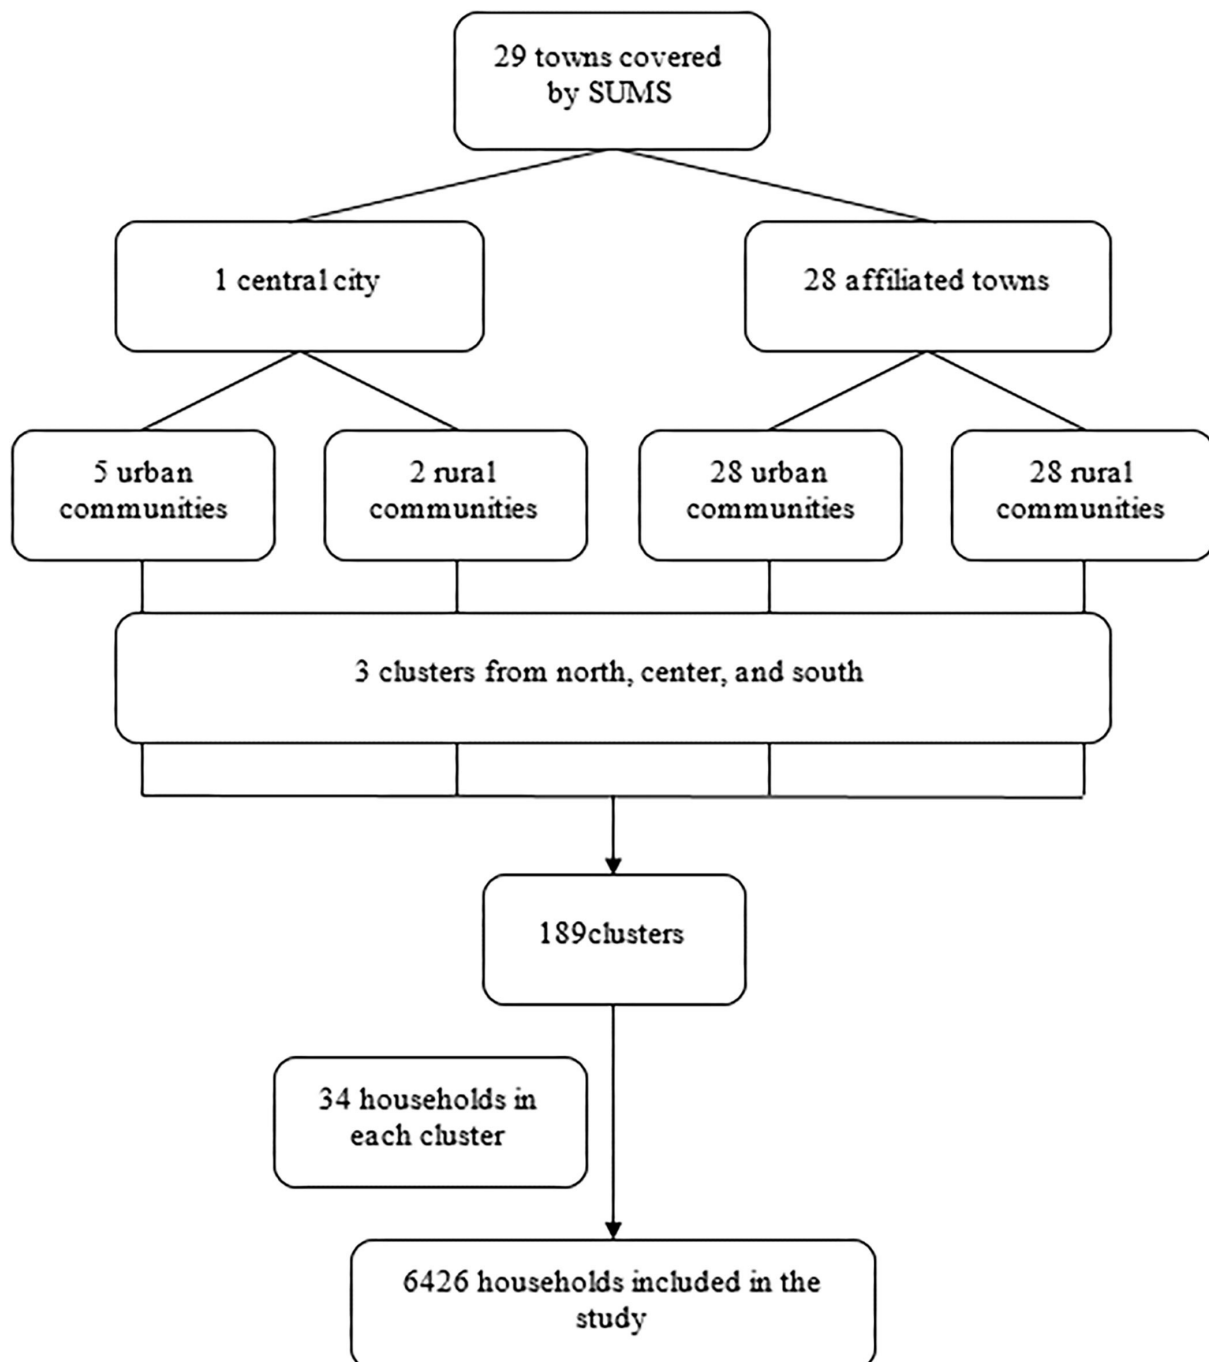 29 towns covered
by SUMS
1 central city
28 affiliated towns
5 urban
communities
2 rural
communities
28 urban
communities
28 rural
communities
3 clusters from north, center, and south
189clusters
34 households in
each cluster
6426 households included in the
study